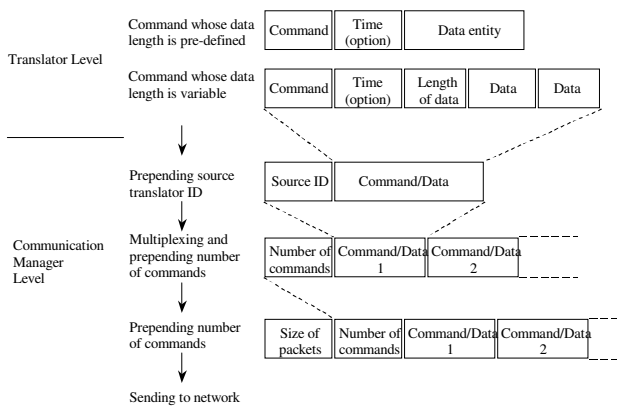 Translator Level
Command whose data
length is pre-defined
Command
Time
(option)
Data entity
Command whose data
length is variable
Command
Time
(option)
Length
of data
Data
Data
Communication
Manager
Level
Prepending source
translator ID
Source ID
Command/Data
Multiplexing and
prepending number
of commands
Number of
commands
Command/Data
1
Command/Data
2
Prepending number
of commands
Size of
packets
Number of
commands
Command/Data
1
Command/Data
2
Sending to network